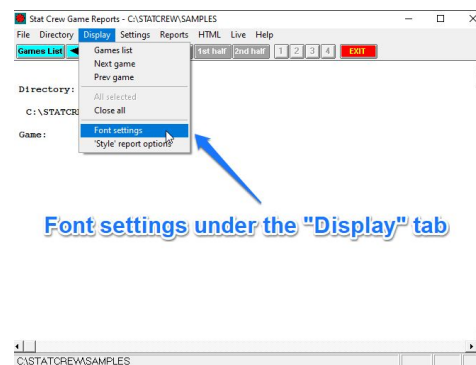 Stat Crew Game Reports - C:\STATCREW\SAMPLES
File Directory Display Settings Reports HTML Live Help
Games List 1st half 2nd half 1 2 3 4 EXIT
Games list
Next game
Prev game
Directory:
All selected
Close all
C:\STATCRE
Game:
Font settings
'Style' report options
Font settings under the "Display" tab
C:\STATCREW\SAMPLES